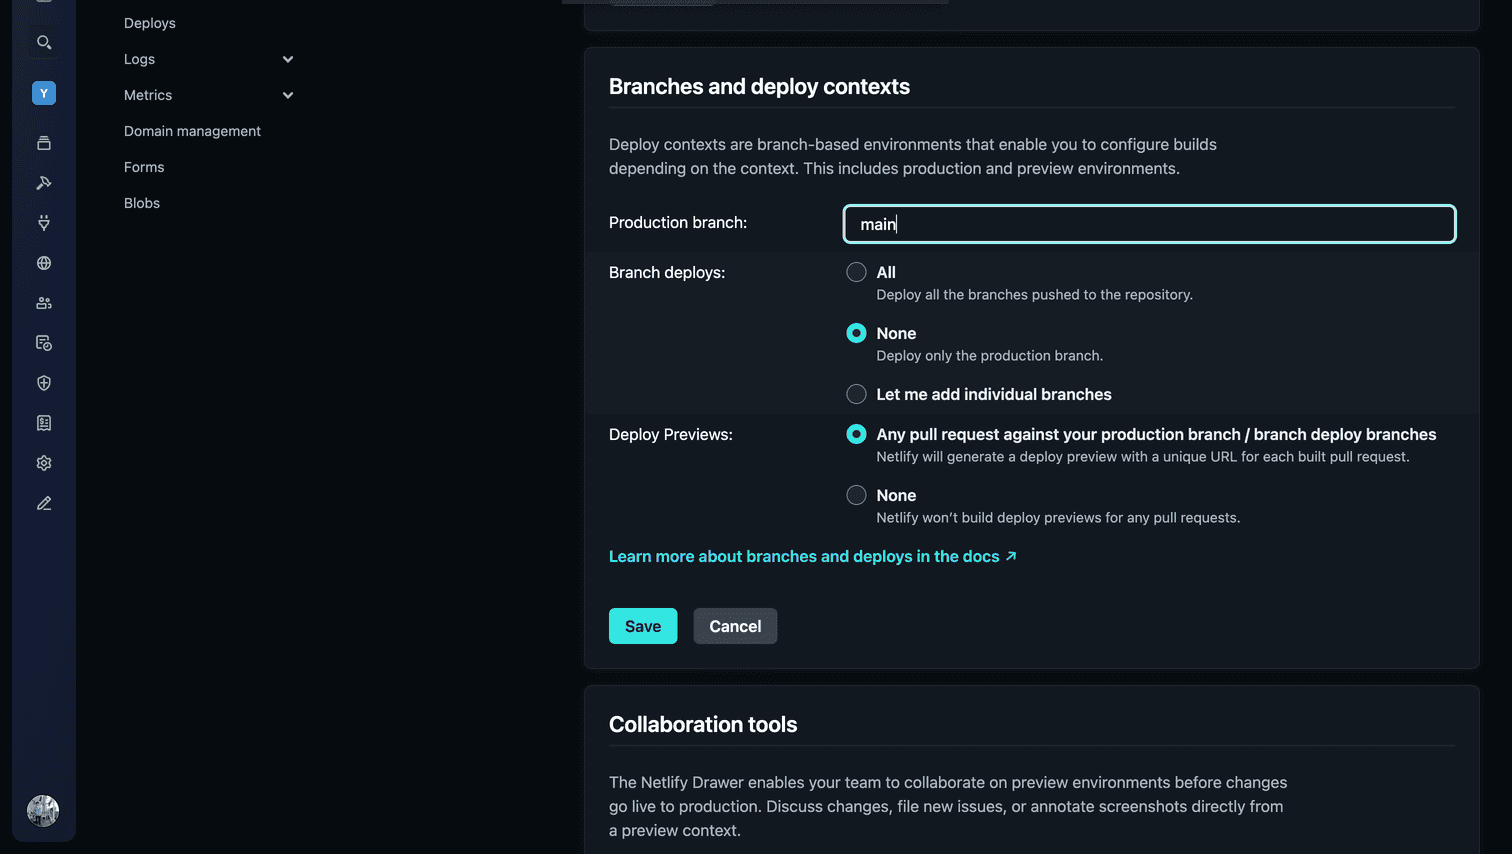 Deploys
Logs
Metrics
Domain management
Forms
Blobs
Y
Branches and deploy contexts
Deploy contexts are branch-based environments that enable you to configure builds
depending on the context. This includes production and preview environments.
Production branch:
main
Branch deploys:
All
Deploy all the branches pushed to the repository.
None
Deploy only the production branch.
Let me add individual branches
Deploy Previews:
Any pull request against your production branch / branch deploy branches
Netlify will generate a deploy preview with a unique URL for each built pull request.
None
Netlify won’t build deploy previews for any pull requests.
Learn more about branches and deploys in the docs ↗
Save
Cancel
Collaboration tools
The Netlify Drawer enables your team to collaborate on preview environments before changes
go live to production. Discuss changes, file new issues, or annotate screenshots directly from
a preview context.